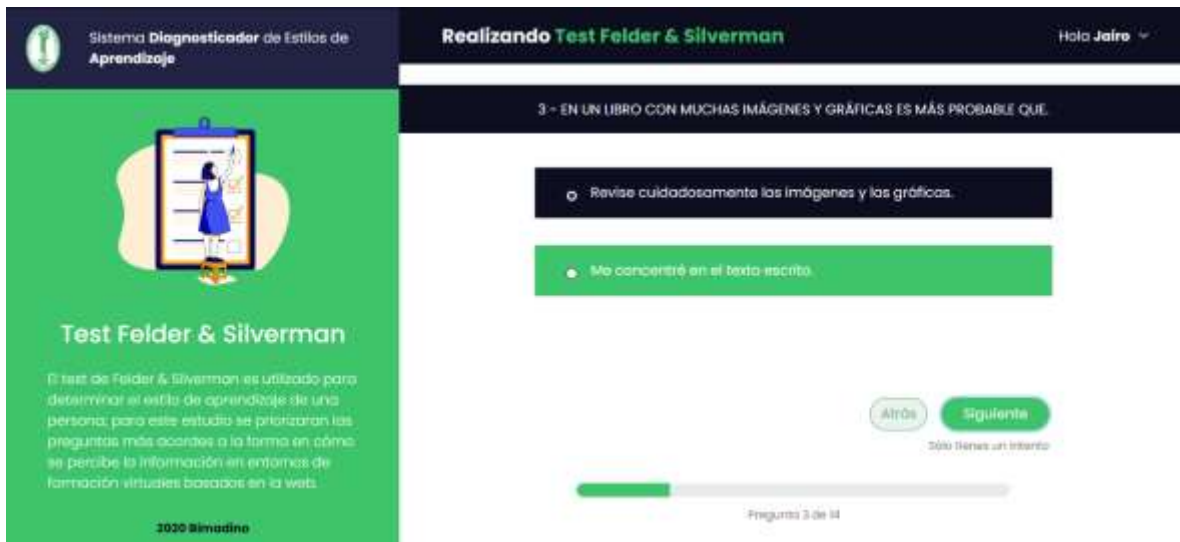 Sistema Diagnosticador de Estilos de
Aprendizaje
Realizando Test Felder & Silverman
Hola Jairo
3.- EN UN LIBRO CON MUCHAS IMÁGENES Y GRÁFICAS ES MÁS PROBABLE QUE.
Revise cuidadosamente las imágenes y las gráficas.
Me concentré en el texto escrito.
Test Felder & Silverman
El test de Felder & Silverman es utilizado para
determinar el estilo de aprendizaje de una
persona; para este estudio se priorizaron las
preguntas más acordes a la forma en cómo
se percibe la información en entornos de
formación virtuales basados en la web.
2020 Bimadino
Atrás
Siguiente
Sólo tienes un intento
Pregunta 3 de 14